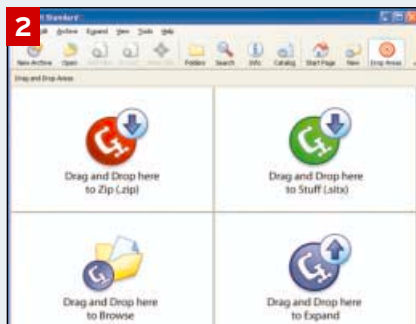 2
Standard
Archive Expand View Tools Help
New Archive Open Folders Search Info Catalog Start Page New Drop Areas
Drag and Drop Areas
Drag and Drop here
to Zip (.zip)
Drag and Drop here
to Stuff (.sitx)
Drag and Drop here
to Browse
Drag and Drop here
to Expand